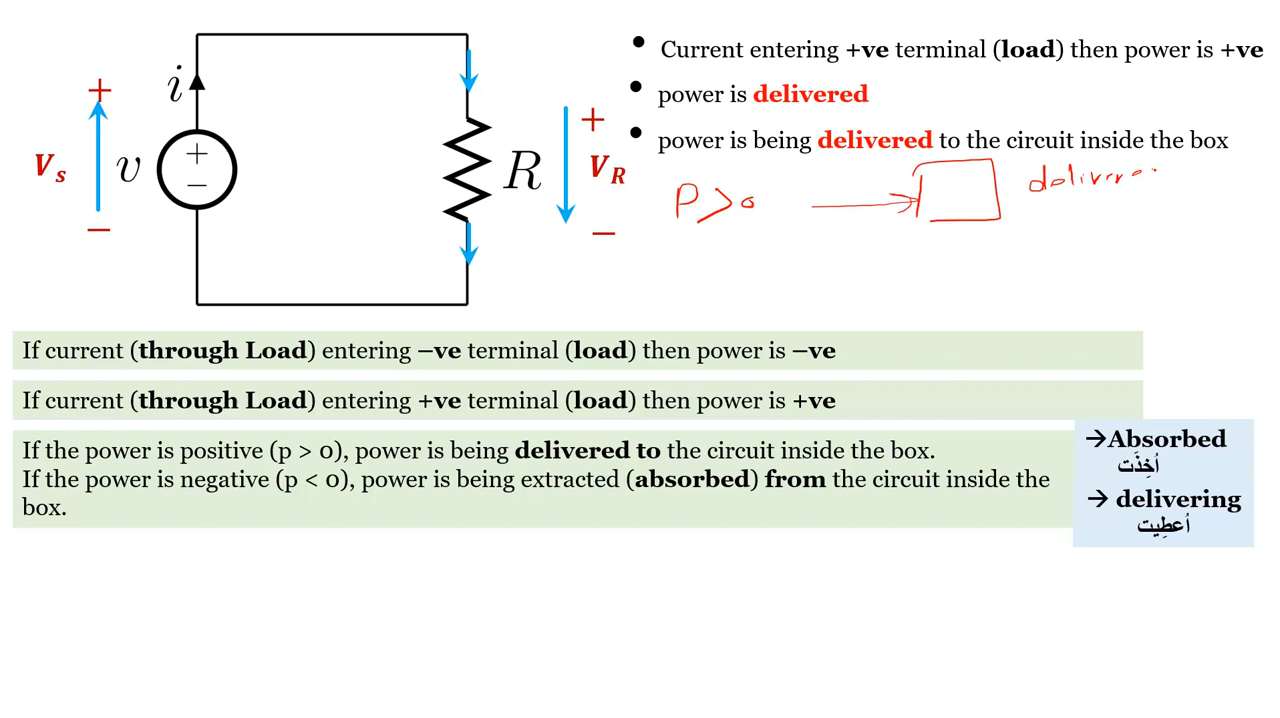 +
i
Vs
v
+
−
−
R
+
VR
−
• Current entering +ve terminal (load) then power is +ve
• power is delivered
• power is being delivered to the circuit inside the box
P>0
If current (through Load) entering –ve terminal (load) then power is –ve
If current (through Load) entering +ve terminal (load) then power is +ve
If the power is positive (p > 0), power is being delivered to the circuit inside the box.
If the power is negative (p < 0), power is being extracted (absorbed) from the circuit inside the
box.
→Absorbed
اُخِذَت
→ delivering
اُعطِيت